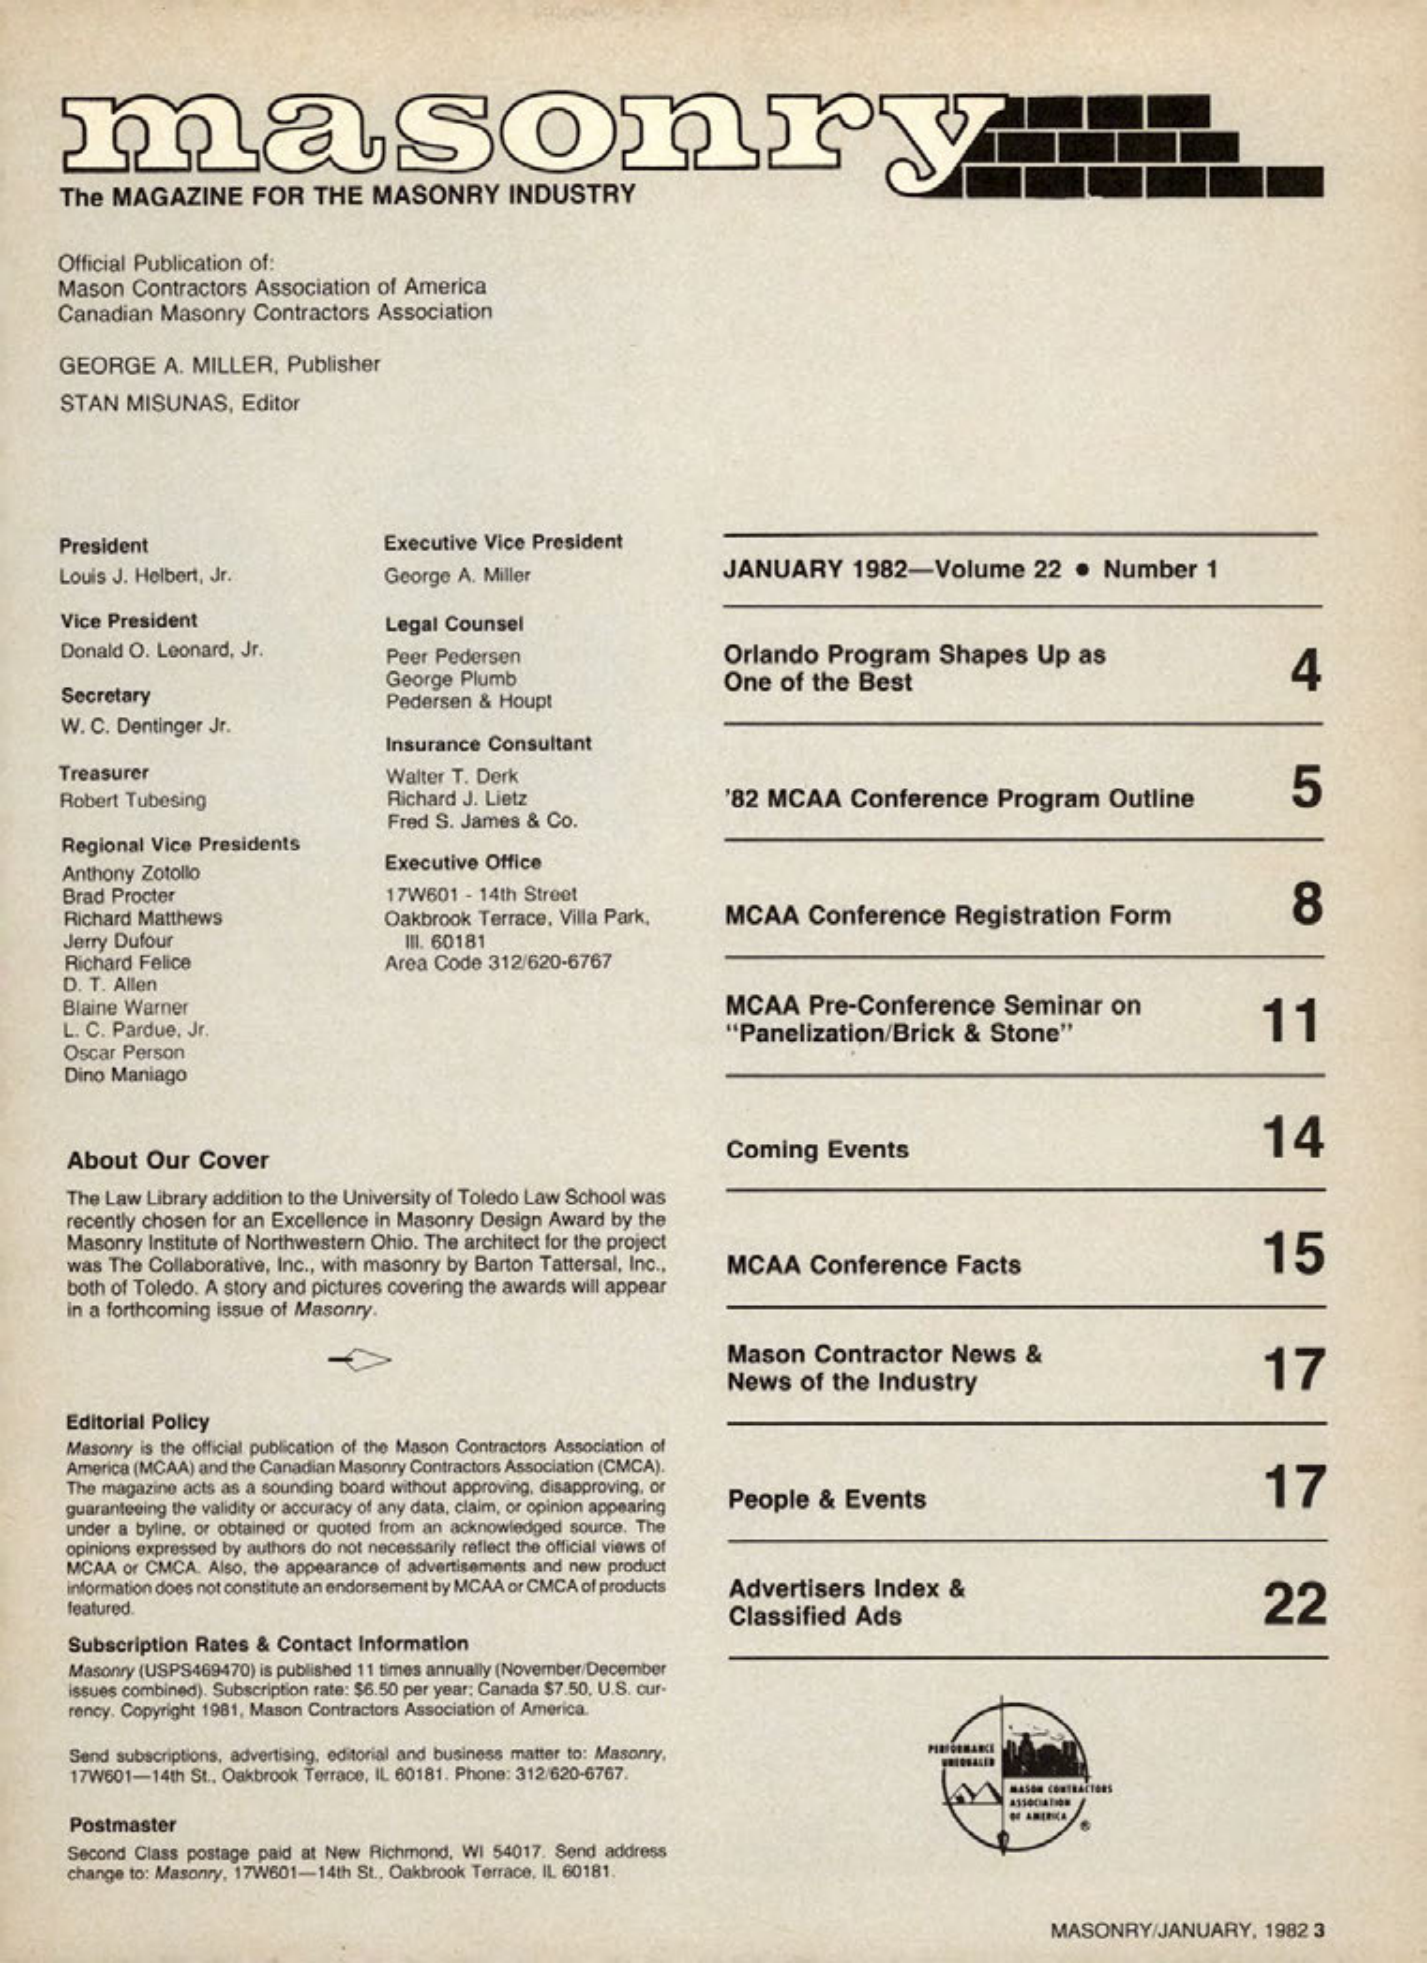 masonry
The MAGAZINE FOR THE MASONRY INDUSTRY
Official Publication of:
Mason Contractors Association of America
Canadian Masonry Contractors Association
GEORGE A. MILLER, Publisher
STAN MISUNAS, Editor
President
Louis J. Helbert, Jr.
Vice President
Donald O. Leonard, Jr.
Secretary
W. C. Dentinger Jr.
Treasurer
Robert Tubesing
Regional Vice Presidents
Anthony Zotollo
Brad Procter
Richard Matthews
Jerry Dufour
Richard Felice
D. T. Allen
Blaine Warner
L. C. Pardue, Jr.
Oscar Person
Dino Maniago
Executive Vice President
George A. Miller
Legal Counsel
Peer Pedersen
George Plumb
Pedersen & Houpt
Insurance Consultant
Walter T. Derk
Richard J. Lietz
Fred S. James & Co.
Executive Office
17W601 - 14th Street
Oakbrook Terrace, Villa Park,
Ill. 60181
Area Code 312/620-6767
About Our Cover
The Law Library addition to the University of Toledo Law School was
recently chosen for an Excellence in Masonry Design Award by the
Masonry Institute of Northwestern Ohio. The architect for the project
was The Collaborative, Inc., with masonry by Barton Tattersal, Inc.,
both of Toledo. A story and pictures covering the awards will appear
in a forthcoming issue of Masonry.
Editorial Policy
Masonry is the official publication of the Mason Contractors Association of
America (MCAA) and the Canadian Masonry Contractors Association (CMCA).
The magazine acts as a sounding board without approving, disapproving, or
guaranteeing the validity or accuracy of any data, claim, or opinion appearing
under a byline, or obtained or quoted from an acknowledged source. The
opinions expressed by authors do not necessarily reflect the official views of
MCAA or CMCA. Also, the appearance of advertisements and new product
information does not constitute an endorsement by MCAA or CMCA of products
featured.
Subscription Rates & Contact Information
Masonry (USPS469470) is published 11 times annually (November/December
issues combined). Subscription rate: $6.50 per year; Canada $7.50, U.S. cur-
rency. Copyright 1981, Mason Contractors Association of America.
Send subscriptions, advertising, editorial and business matter to: Masonry,
17W601—14th St., Oakbrook Terrace, IL 60181. Phone: 312/620-6767.
Postmaster
Second Class postage paid at New Richmond, WI 54017. Send address
change to: Masonry, 17W601—14th St., Oakbrook Terrace, IL 60181.
JANUARY 1982—Volume 22 ● Number 1
Orlando Program Shapes Up as
One of the Best 4
'82 MCAA Conference Program Outline 5
MCAA Conference Registration Form 8
MCAA Pre-Conference Seminar on
"Panelization/Brick & Stone" 11
Coming Events 14
MCAA Conference Facts 15
Mason Contractor News &
News of the Industry 17
People & Events 17
Advertisers Index &
Classified Ads 22
PERFORMANCE
UNEQUALED
MASON CONTRACTORS
ASSOCIATION
OF AMERICA
®
MASONRY/JANUARY, 1982 3